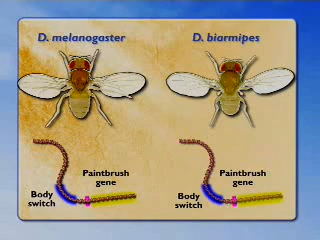 D. melanogaster
D. biarmipes
Paintbrush
gene
Body
switch
Paintbrush
gene
Body
switch